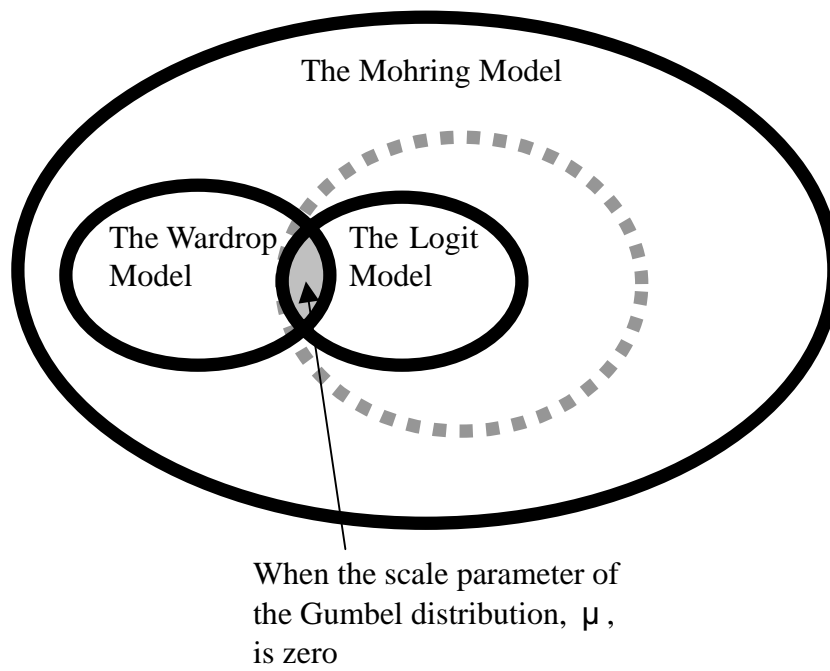 The Mohring Model
The Wardrop
Model
The Logit
Model
When the scale parameter of
the Gumbel distribution, μ ,
is zero